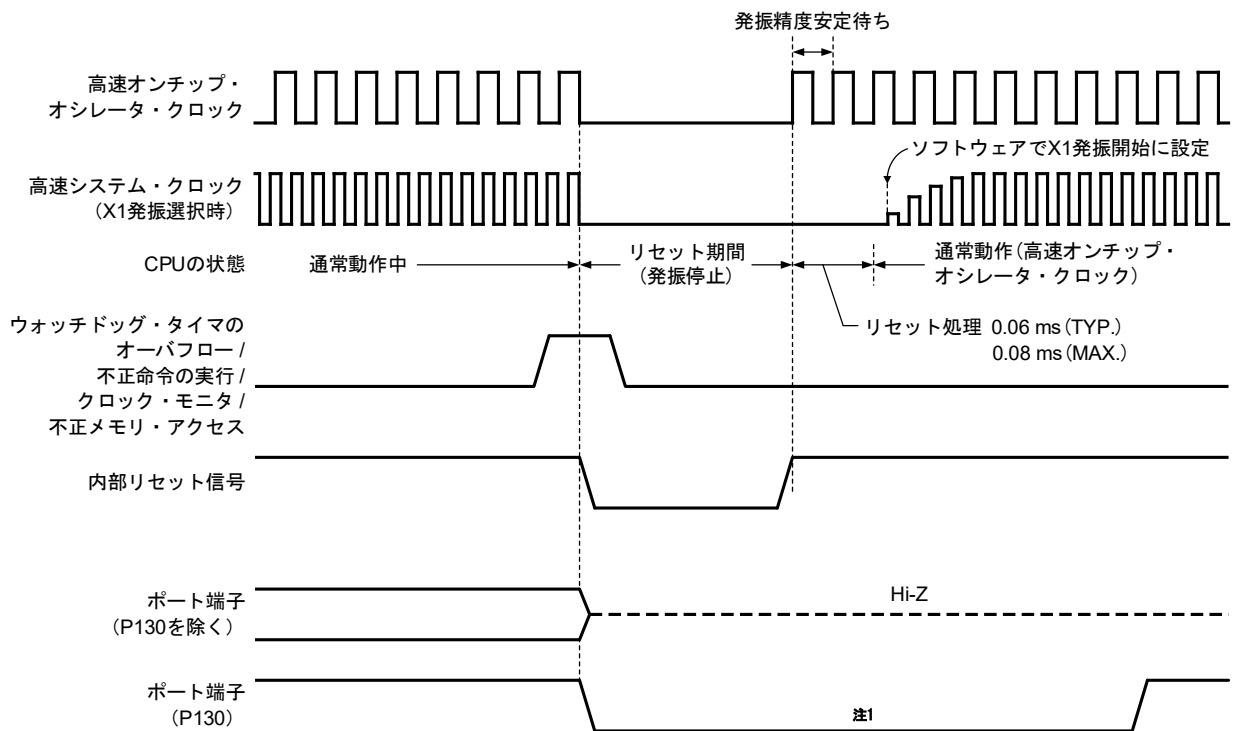 発振精度安定待ち
高速オンチップ・
オシレータ・クロック
ソフトウェアでX1発振開始に設定
高速システム・クロック
（X1発振選択時）
CPUの状態
通常動作中
リセット期間
（発振停止）
通常動作（高速オンチップ・
オシレータ・クロック）
リセット処理 0.06 ms（TYP.）
0.08 ms（MAX.）
ウォッチドッグ・タイマの
オーバフロー /
不正命令の実行 /
クロック・モニタ /
不正メモリ・アクセス
内部リセット信号
ポート端子
（P130を除く）
Hi-Z
ポート端子
（P130）
注1